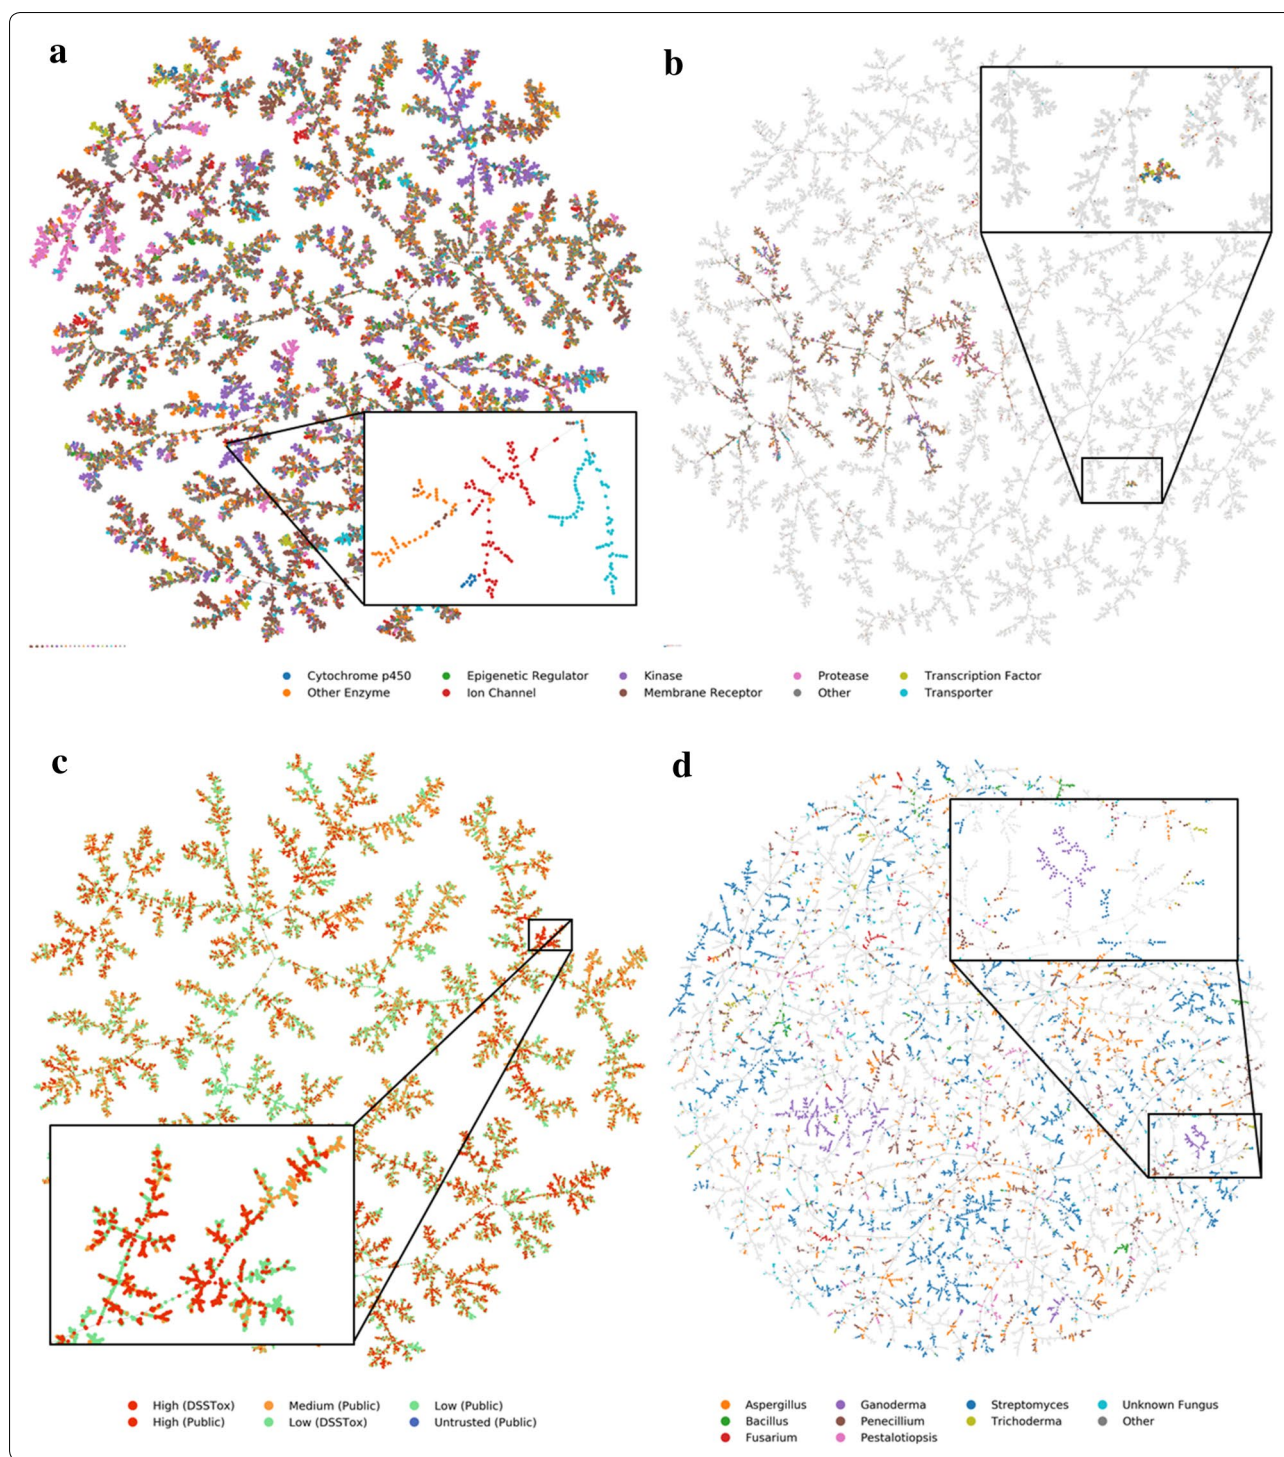 a
b
Cytochrome p450 Epigenetic Regulator Kinase Protease Transcription Factor
Other Enzyme Ion Channel Membrane Receptor Other Transporter
c
d
High (DSSTox) Medium (Public) Low (Public)
High (Public) Low (DSSTox) Untrusted (Public)
Aspergillus Ganoderma Streptomyces Unknown Fungus
Bacillus Penicillium Trichoderma Other
Fusarium Pestalotiopsis